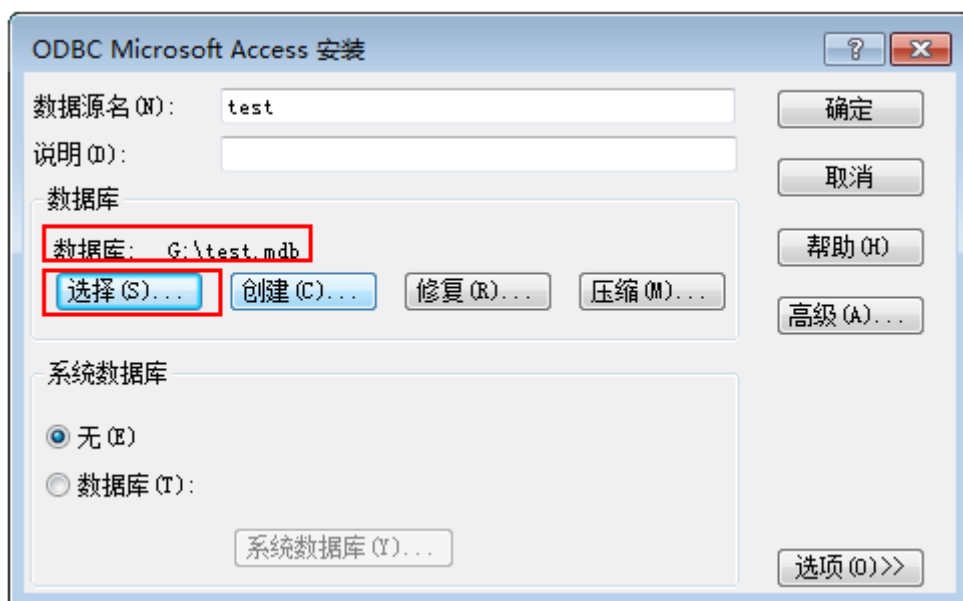 ODBC Microsoft Access 安装
数据源名(N): test
确定
说明(D):
取消
数据库
数据库: G:\test.mdb
帮助(H)
选择(S)... 创建(C)... 修复(R)... 压缩(M)...
高级(A)...
系统数据库
无(E)
数据库(T):
系统数据库(Y)...
选项(O)>>